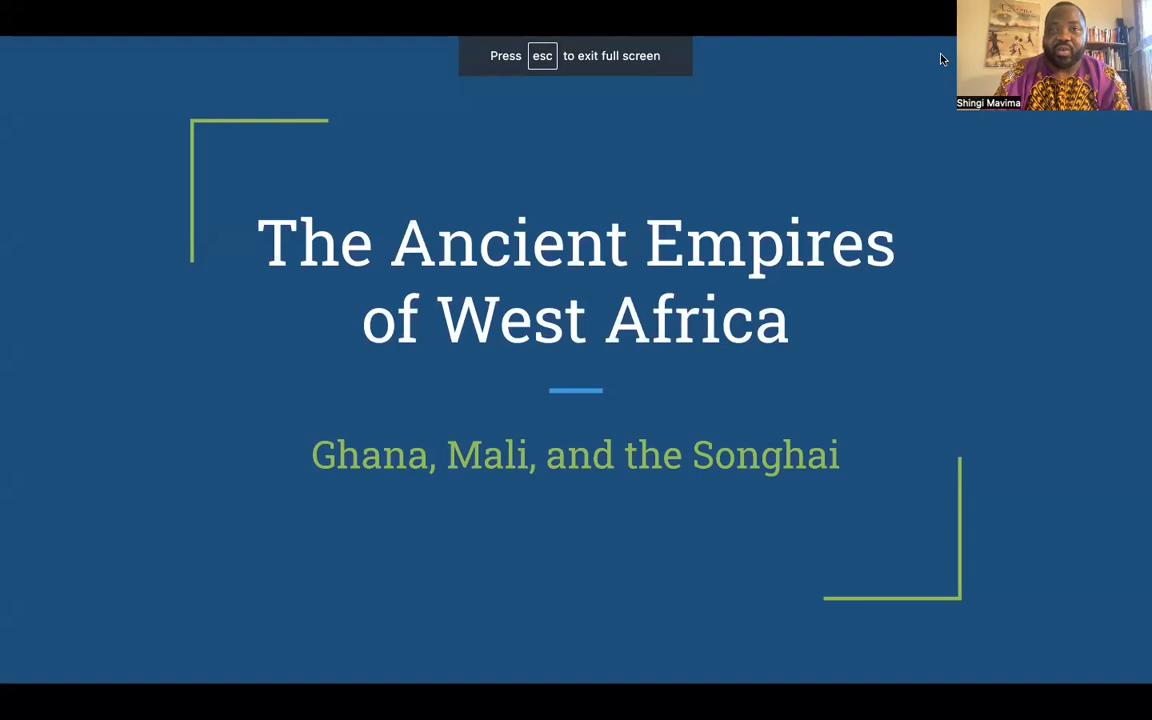 Press esc to exit full screen
Shingi Mavima
The Ancient Empires
of West Africa
Ghana, Mali, and the Songhai